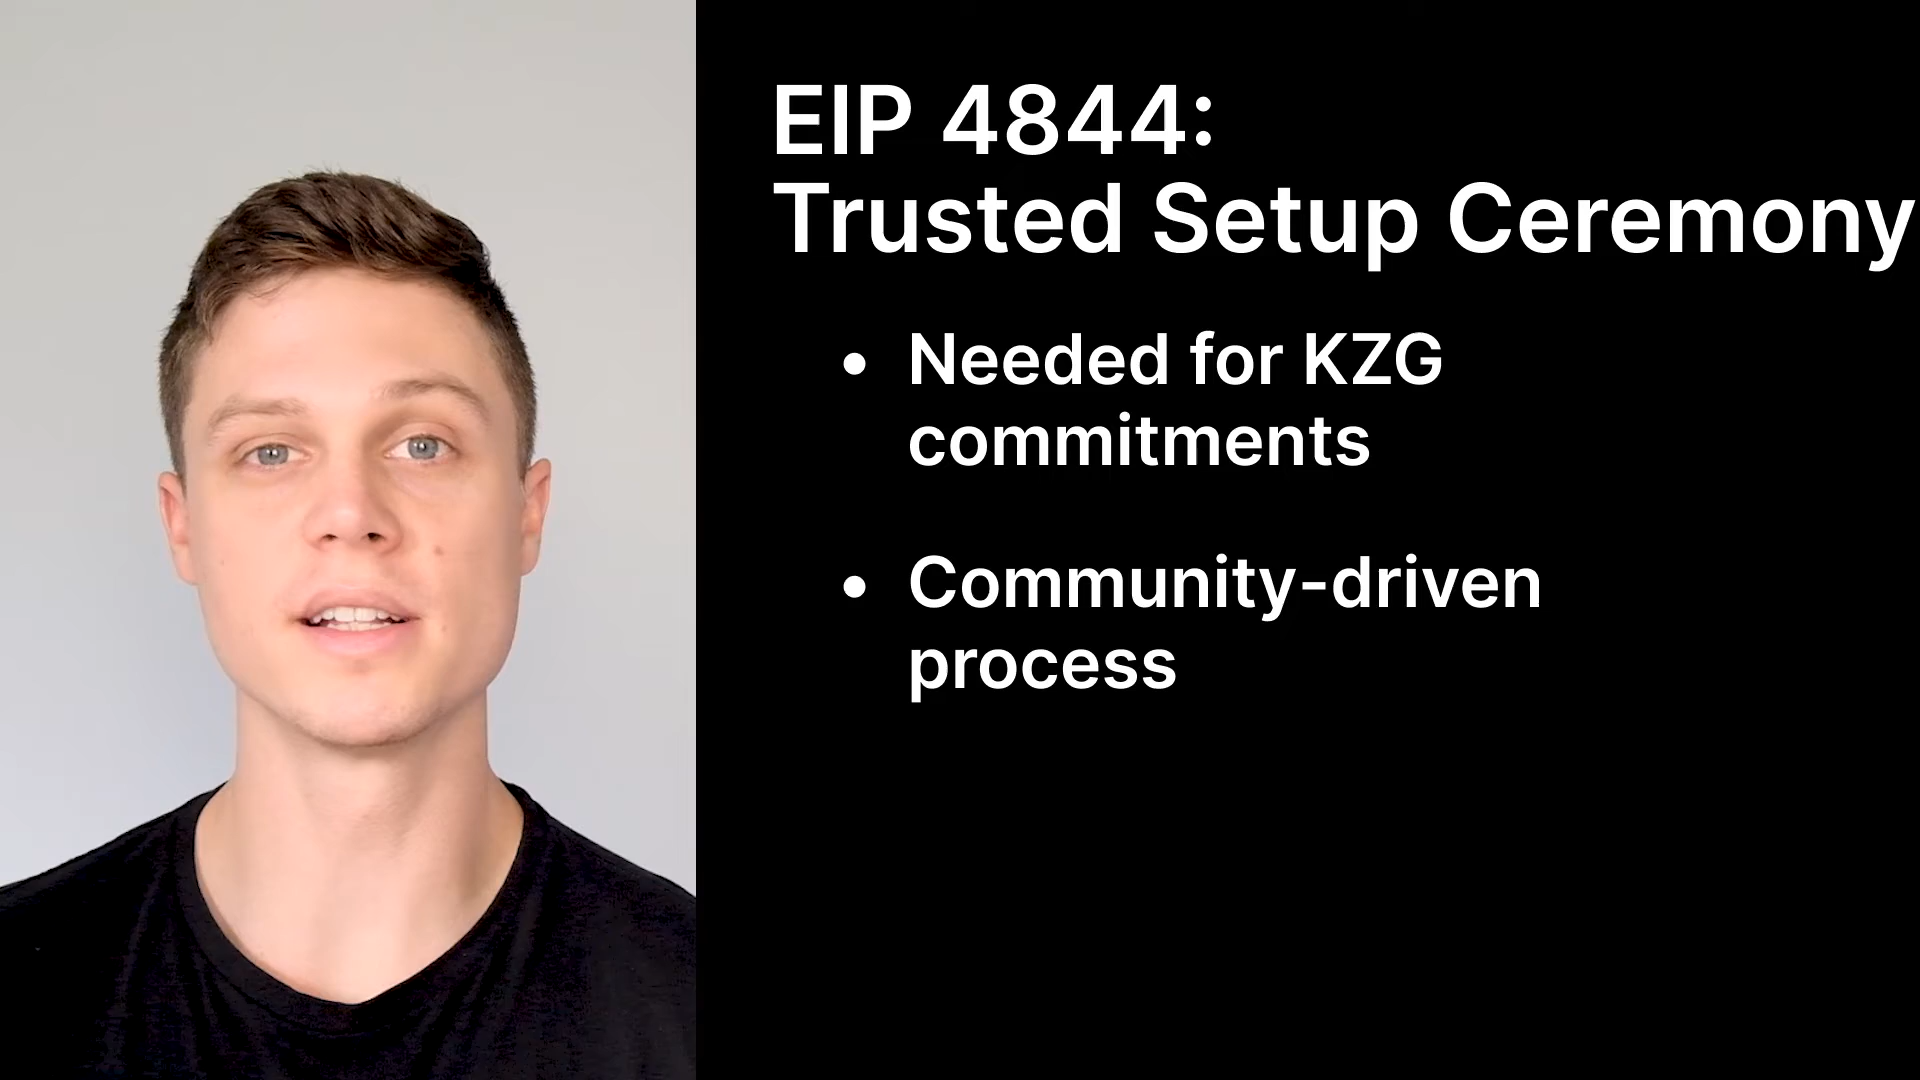 EIP 4844:
Trusted Setup Ceremony
• Needed for KZG
commitments
• Community-driven
process